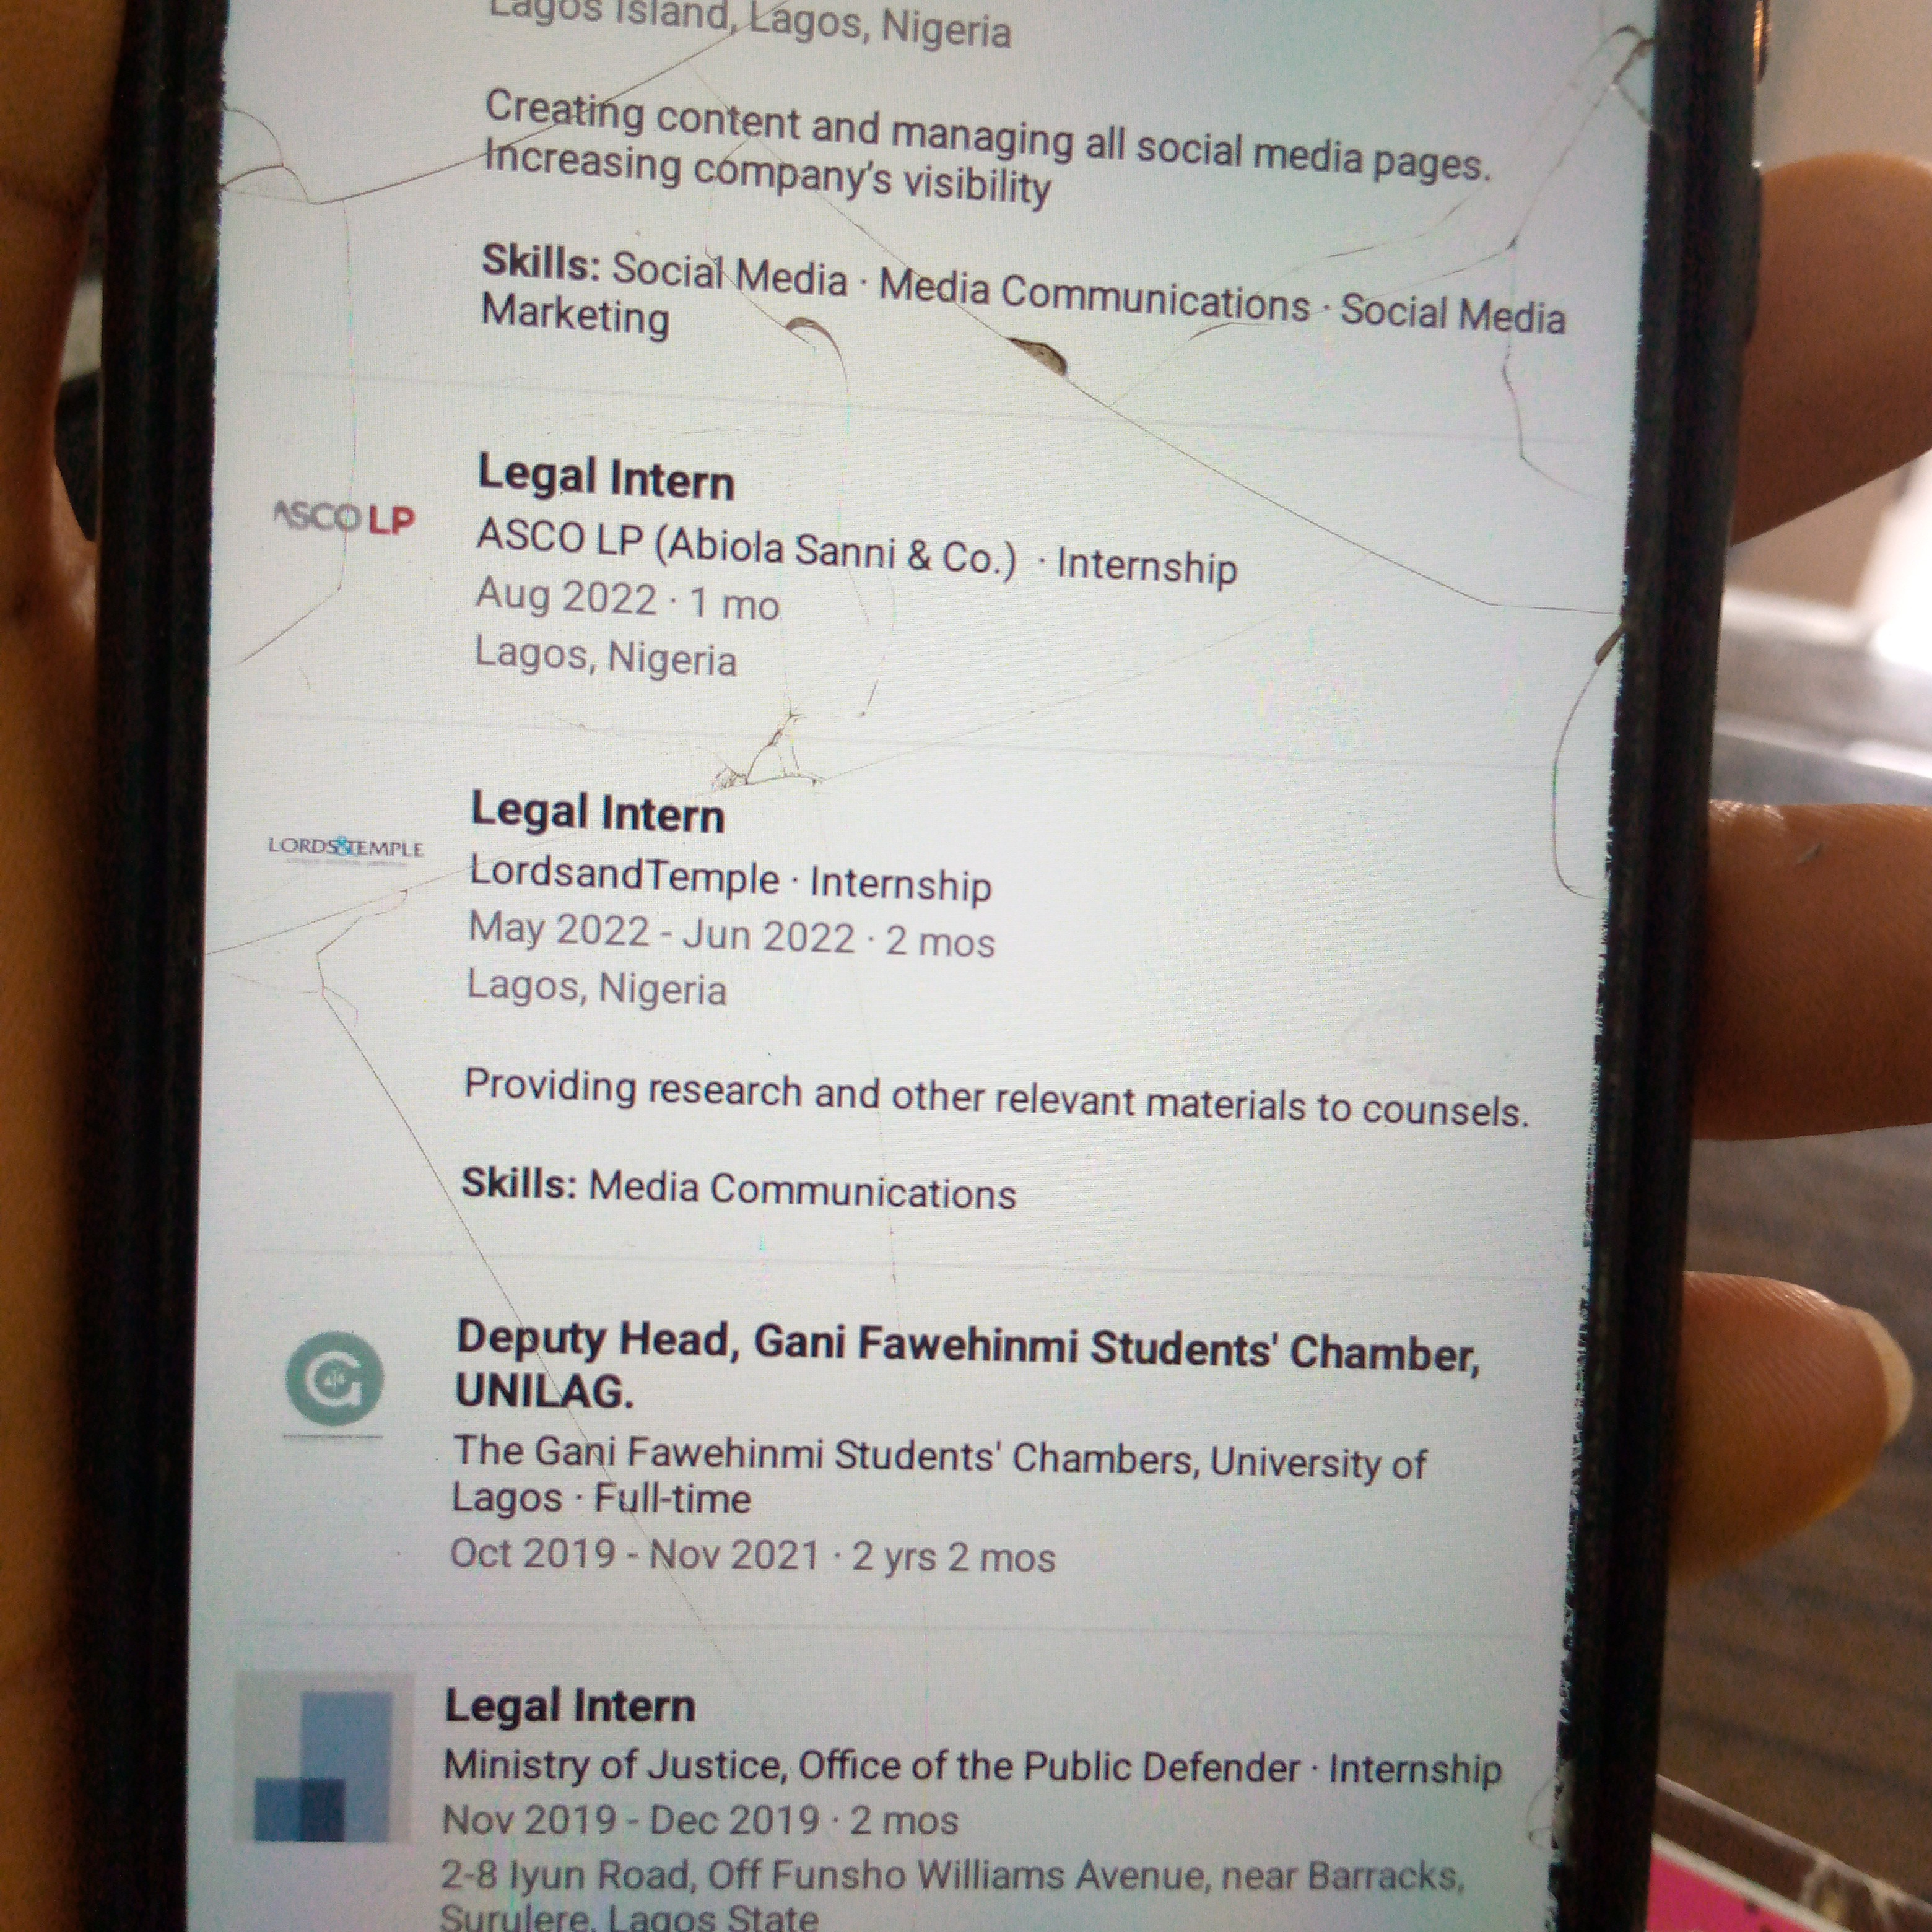 Lagos Island, Lagos, Nigeria
Creating content and managing all social media pages.
Increasing company's visibility
Skills: Social Media · Media Communications · Social Media
Marketing
ASCO LP
Legal Intern
ASCO LP (Abiola Sanni & Co.) · Internship
Aug 2022 · 1 mo
Lagos, Nigeria
LORDS&TEMPLE
Legal Intern
LordsandTemple · Internship
May 2022 - Jun 2022 · 2 mos
Lagos, Nigeria
Providing research and other relevant materials to counsels.
Skills: Media Communications
Deputy Head, Gani Fawehinmi Students' Chamber,
UNILAG.
The Gani Fawehinmi Students' Chambers, University of
Lagos · Full-time
Oct 2019 - Nov 2021 · 2 yrs 2 mos
Legal Intern
Ministry of Justice, Office of the Public Defender · Internship
Nov 2019 - Dec 2019 · 2 mos
2-8 Iyun Road, Off Funsho Williams Avenue, near Barracks,
Surulere, Lagos State